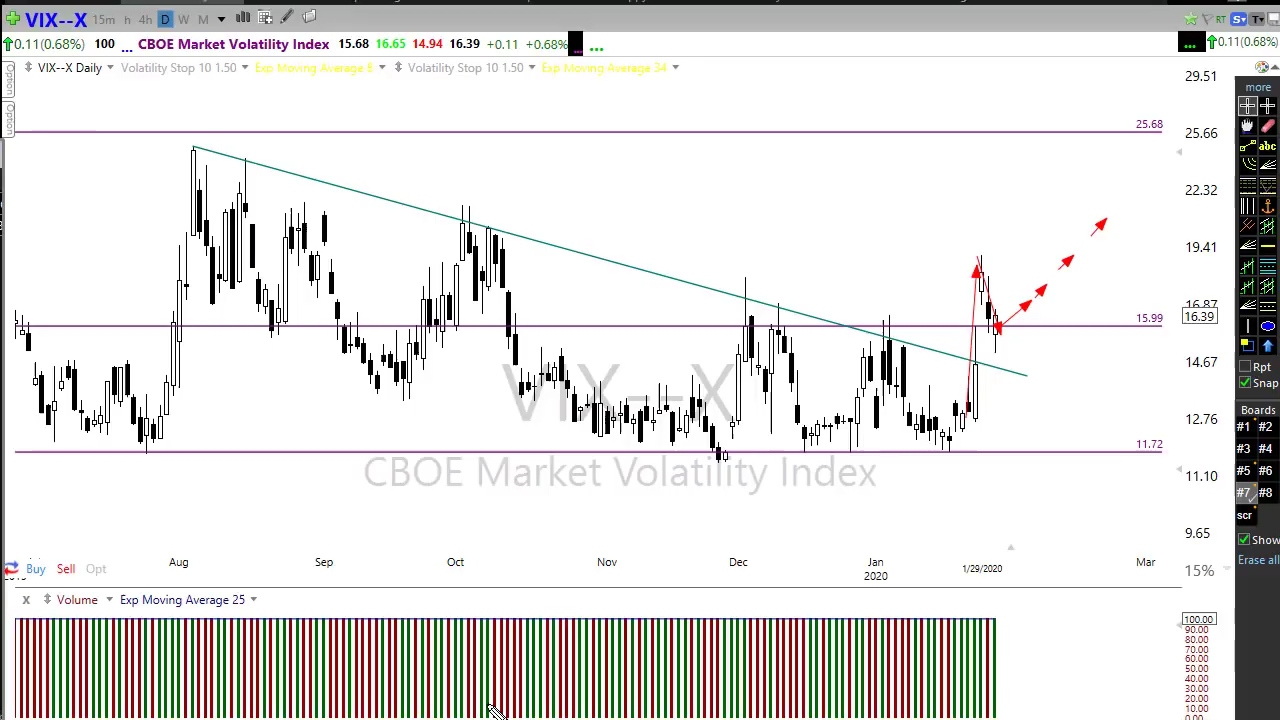 VIX--X 15m h 4h D W M RT S T
0.11(0.68%) 100 ... CBOE Market Volatility Index 15.68 16.65 14.94 16.39 +0.11 +0.68% ... ... 0.11(0.68%)
VIX--X Daily Volatility Stop 10 1.50 Exp Moving Average 8 Volatility Stop 10 1.50 Exp Moving Average 34
Option
Option
29.51
25.66
22.32
19.41
16.87
16.39
14.67
12.76
11.10
9.65
15%
25.68
15.99
11.72
VIX--X
CBOE Market Volatility Index
Aug Sep Oct Nov Dec Jan 1/29/2020 Mar
2020
Buy Sell Opt
X Volume Exp Moving Average 25
100.00
90.00
80.00
70.00
60.00
50.00
40.00
30.00
20.00
10.00
0.00
more
abc
Rpt
Snap
Boards
#1 #2
#3 #4
#5 #6
#7 #8
scr
Show
Erase all